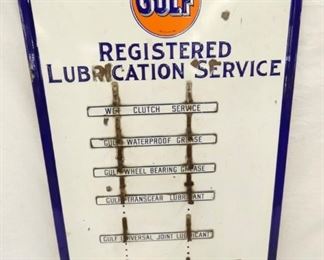 GULF
REGISTERED
LUBRICATION SERVICE
WET CLUTCH SERVICE
GULF WATERPROOF GREASE
GULF WHEEL BEARING GREASE
GULF TRANSGEAR LUBRICANT
GULF UNIVERSAL JOINT LUBRICANT